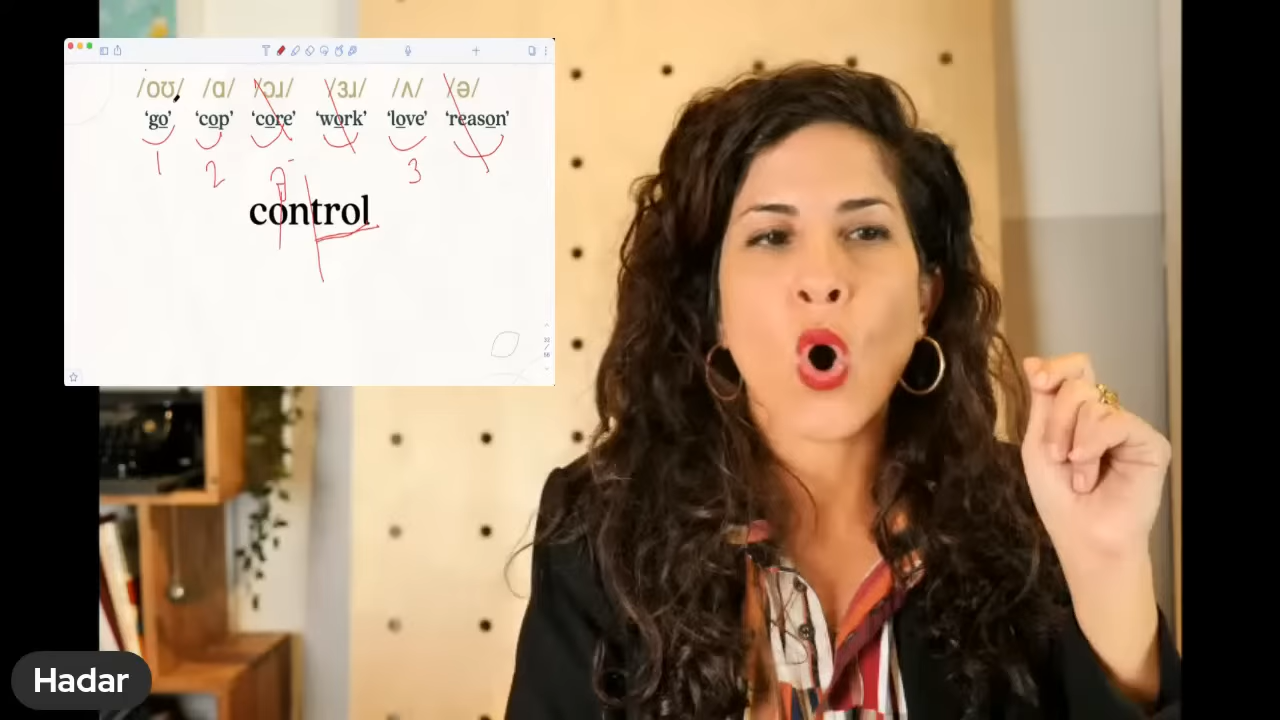 /oʊ/ /ɑ/ /ɔɹ/ /ɜɹ/ /ʌ/ /ə/
‘go’ ‘cop’ ‘core’ ‘work’ ‘love’ ‘reason’
1 2 3
ə
control
Hadar